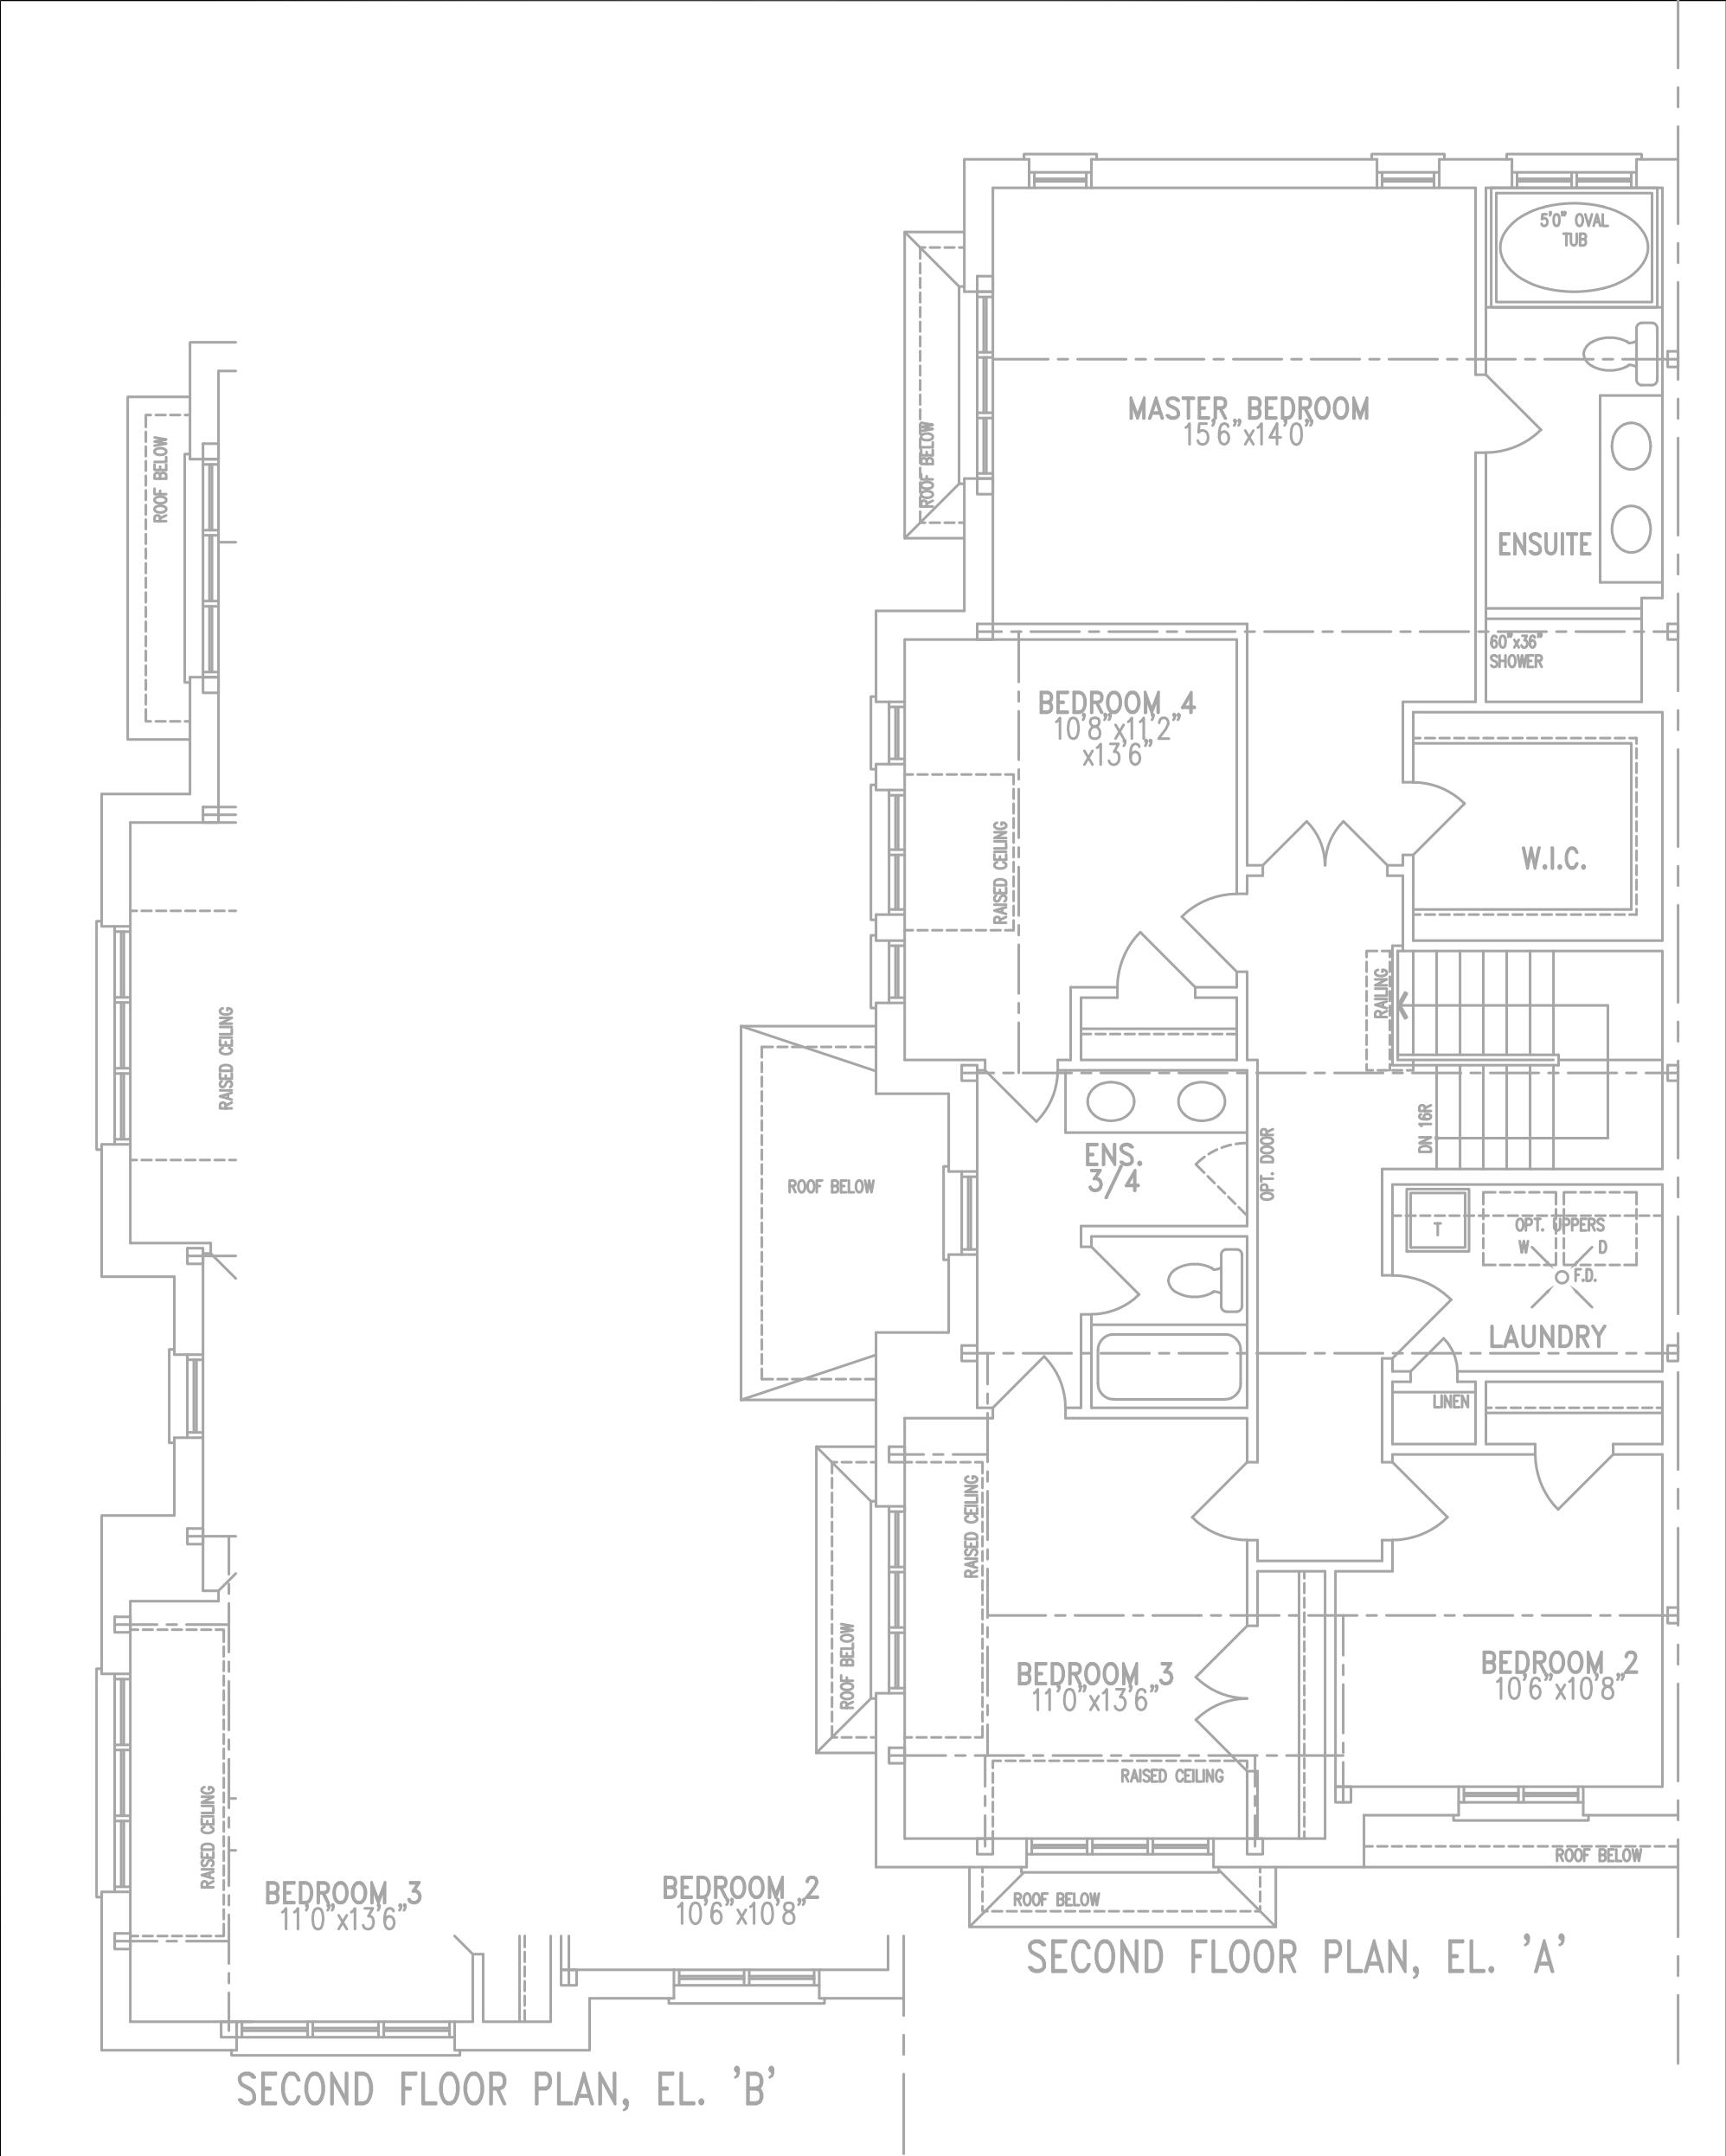 5'0" OVAL
TUB
ROOF BELOW
MASTER BEDROOM
15'6"x14'0"
ENSUITE
60"x36"
SHOWER
BEDROOM 4
10'8"x11'2"
x13'6"
RAISED CEILING
W.I.C.
RAILING
DN 16R
ENS.
3/4
OPT. DOOR
ROOF BELOW
T
OPT. UPPERS
W
D
F.D.
LAUNDRY
LINEN
RAISED CEILING
ROOF BELOW
BEDROOM 3
11'0"x13'6"
BEDROOM 2
10'6"x10'8"
RAISED CEILING
ROOF BELOW
ROOF BELOW
SECOND FLOOR PLAN, EL. 'A'
ROOF BELOW
RAISED CEILING
RAISED CEILING
BEDROOM 3
11'0"x13'6"
BEDROOM 2
10'6"x10'8"
SECOND FLOOR PLAN, EL. 'B'